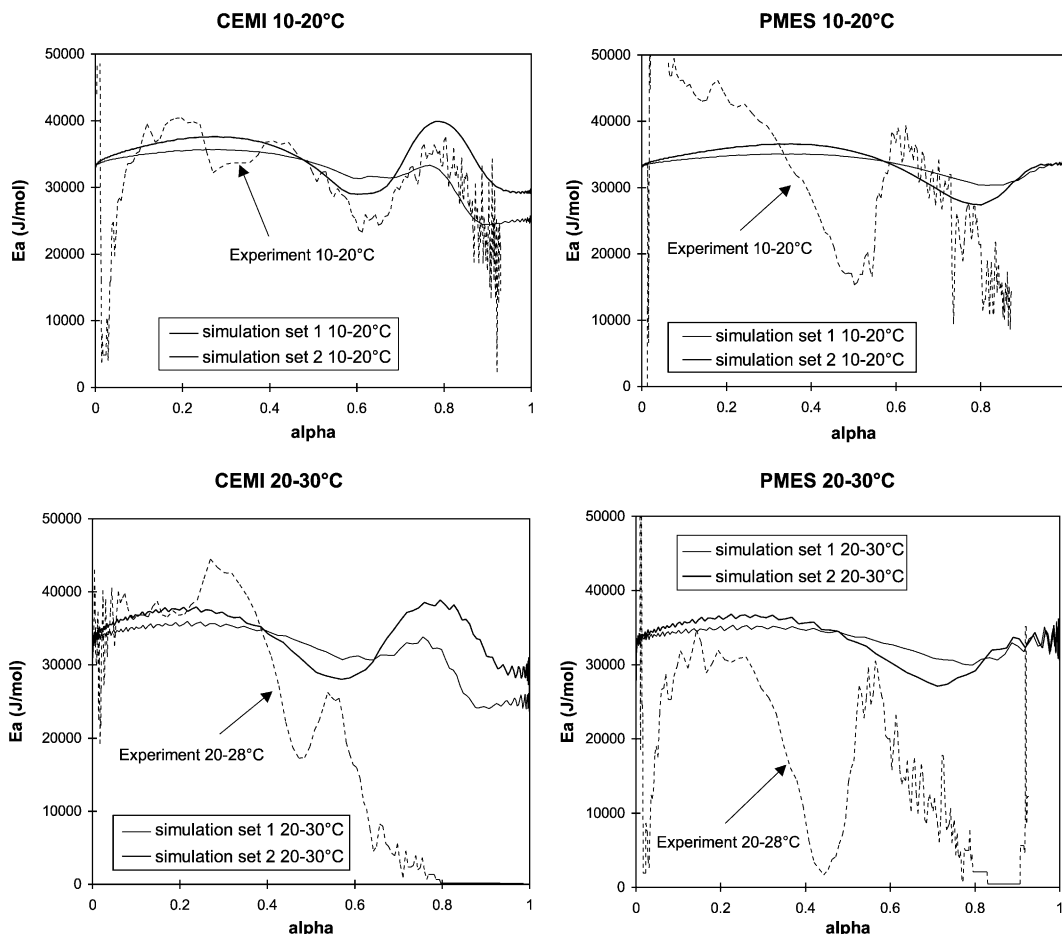 CEMI 10-20°C
50000
40000
30000
20000
10000
0
Ea (J/mol)
Experiment 10-20°C
simulation set 1 10-20°C
simulation set 2 10-20°C
0 0.2 0.4 0.6 0.8 1
alpha
PMES 10-20°C
50000
40000
30000
20000
10000
0
Ea (J/mol)
Experiment 10-20°C
simulation set 1 10-20°C
simulation set 2 10-20°C
0 0.2 0.4 0.6 0.8 1
alpha
CEMI 20-30°C
50000
40000
30000
20000
10000
0
Ea (J/mol)
Experiment 20-28°C
simulation set 1 20-30°C
simulation set 2 20-30°C
0 0.2 0.4 0.6 0.8 1
alpha
PMES 20-30°C
50000
40000
30000
20000
10000
0
Ea (J/mol)
simulation set 1 20-30°C
simulation set 2 20-30°C
Experiment 20-28°C
0 0.2 0.4 0.6 0.8 1
alpha